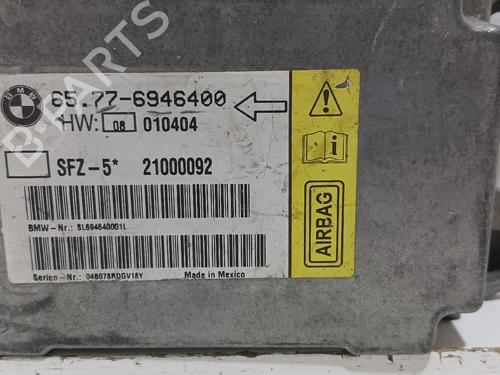 BMW
65.77-6946400
HW: 08 010404
SFZ-5* 21000092
BMW-Nr.: SL694640001L
Serien-Nr.: 04B078RDGV18Y Made in Mexico
AIRBAG
B-PARTS